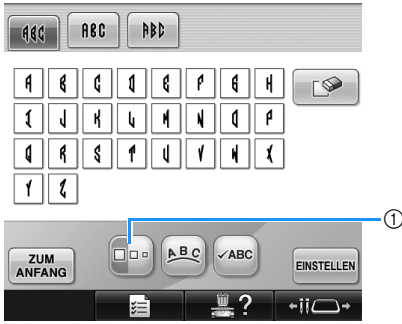 ABC ABC ABC
A B C D E F G H
I J K L M N O P
Q R S T U V W X
Y Z
①
ABC ✓ABC
ZUM
ANFANG
EINSTELLEN
?